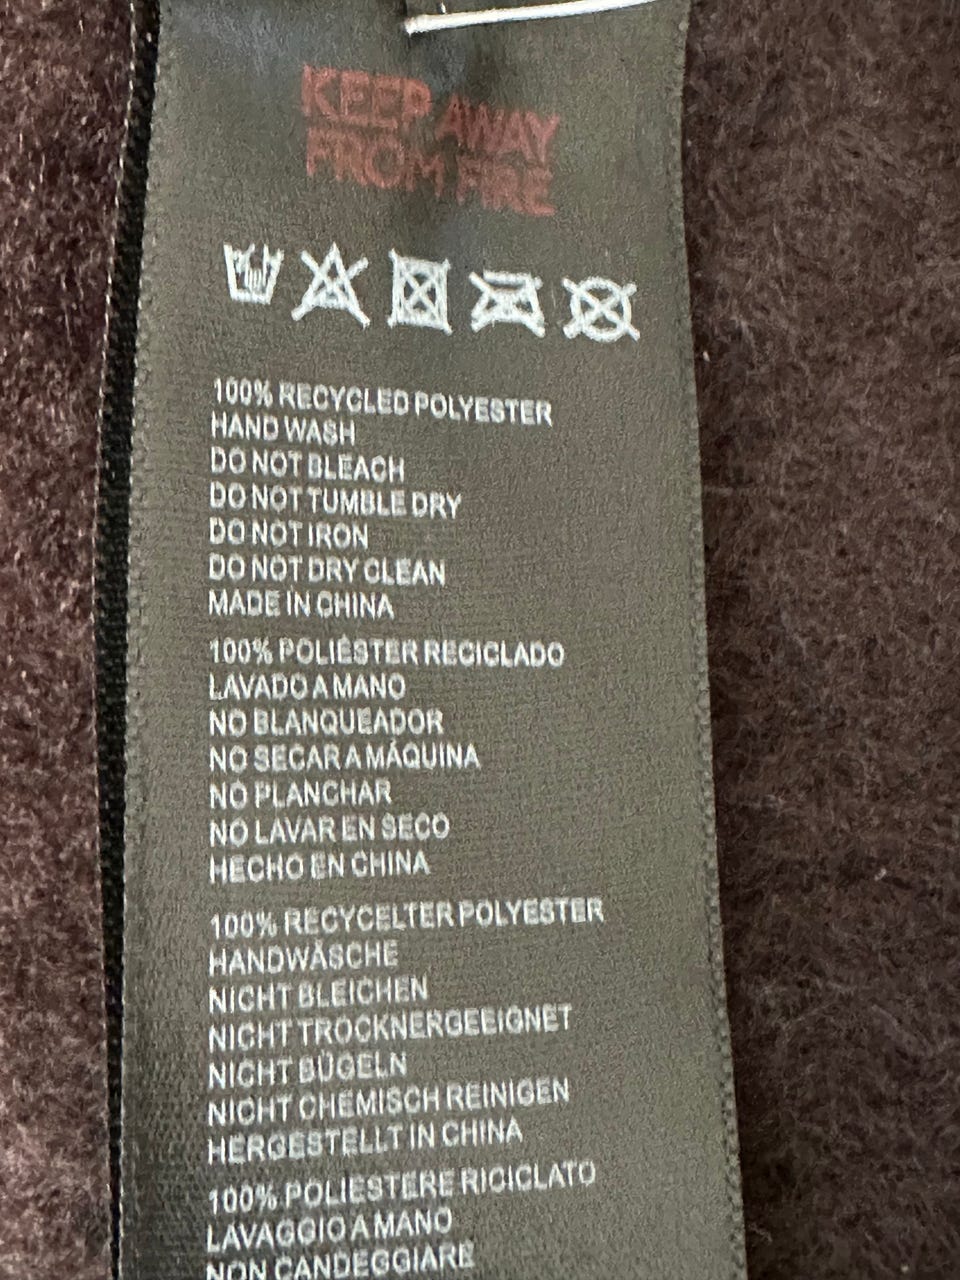 KEEP AWAY
FROM FIRE
100% RECYCLED POLYESTER
HAND WASH
DO NOT BLEACH
DO NOT TUMBLE DRY
DO NOT IRON
DO NOT DRY CLEAN
MADE IN CHINA
100% POLIÉSTER RECICLADO
LAVADO A MANO
NO BLANQUEADOR
NO SECAR A MÁQUINA
NO PLANCHAR
NO LAVAR EN SECO
HECHO EN CHINA
100% RECYCELTER POLYESTER
HANDWÄSCHE
NICHT BLEICHEN
NICHT TROCKNERGEEIGNET
NICHT BÜGELN
NICHT CHEMISCH REINIGEN
HERGESTELLT IN CHINA
100% POLIESTERE RICICLATO
LAVAGGIO A MANO
NON CANDEGGIARE